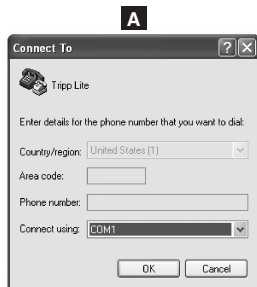 A
Connect To
Tripp Lite
Enter details for the phone number that you want to dial:
Country/region: United States (1)
Area code:
Phone number:
Connect using: COM1
OK Cancel